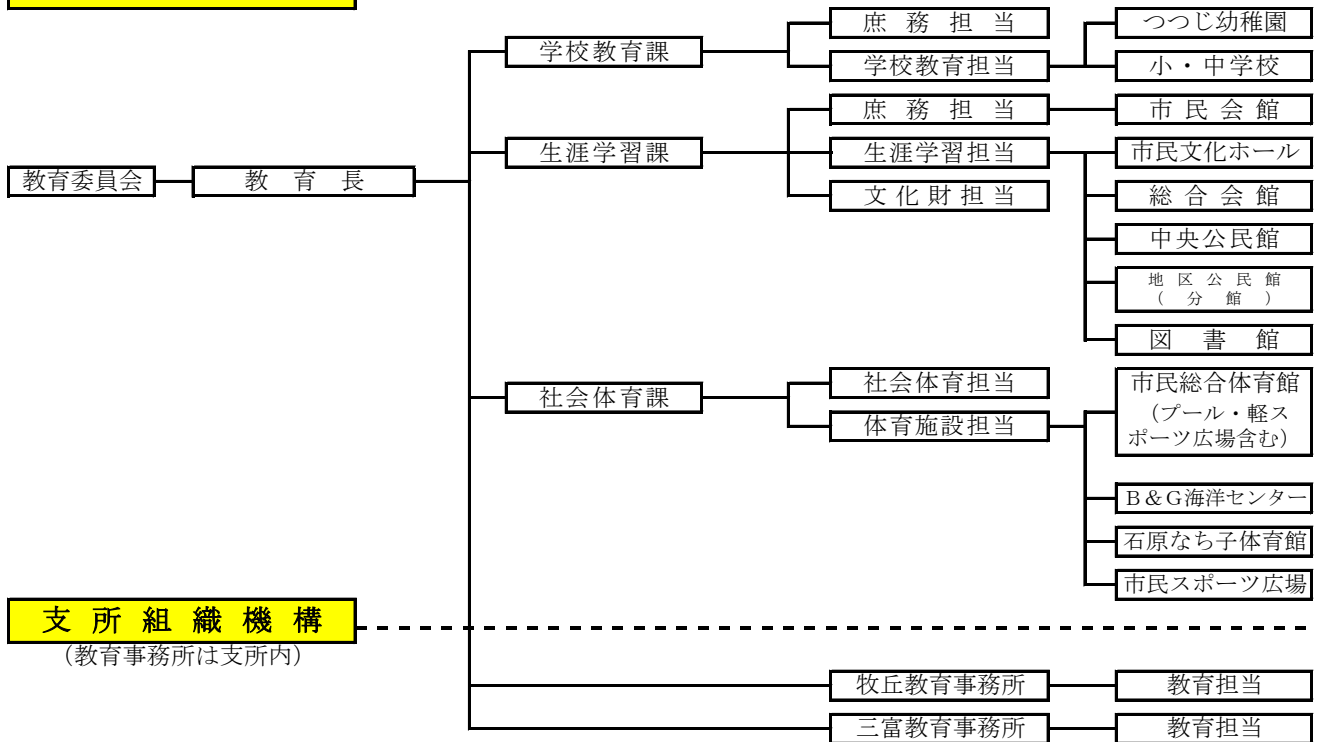 庶務担当
つつじ幼稚園
学校教育課
学校教育担当
小・中学校
庶務担当
市民会館
生涯学習課
生涯学習担当
市民文化ホール
教育委員会
教育長
文化財担当
総合会館
中央公民館
地区公民館
（分館）
図書館
社会体育課
社会体育担当
市民総合体育館
（プール・軽ス
ポーツ広場含む）
体育施設担当
Ｂ＆Ｇ海洋センター
石原なち子体育館
市民スポーツ広場
支所組織機構
（教育事務所は支所内）
牧丘教育事務所
教育担当
三富教育事務所
教育担当